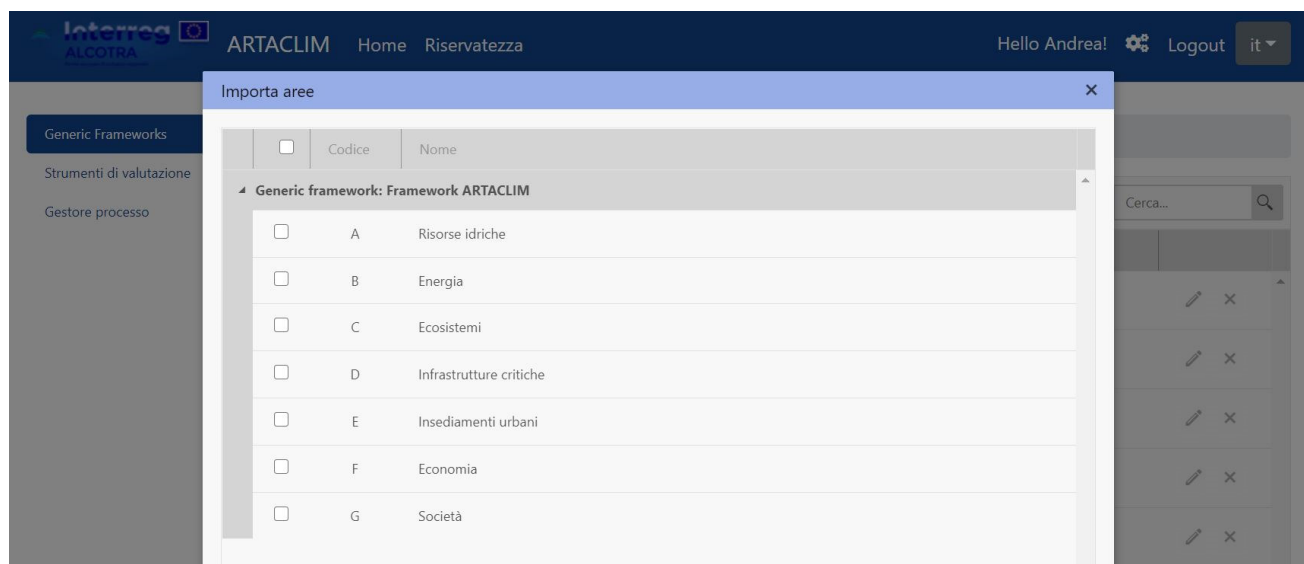 Interreg
ALCOTRA
ARTACLIM Home Riservatezza
Hello Andrea! Logout it
Importa aree
Generic Frameworks
Strumenti di valutazione
Gestore processo
Codice Nome
Generic framework: Framework ARTACLIM
A Risorse idriche
B Energia
C Ecosistemi
D Infrastrutture critiche
E Insediamenti urbani
F Economia
G Società
Cerca...